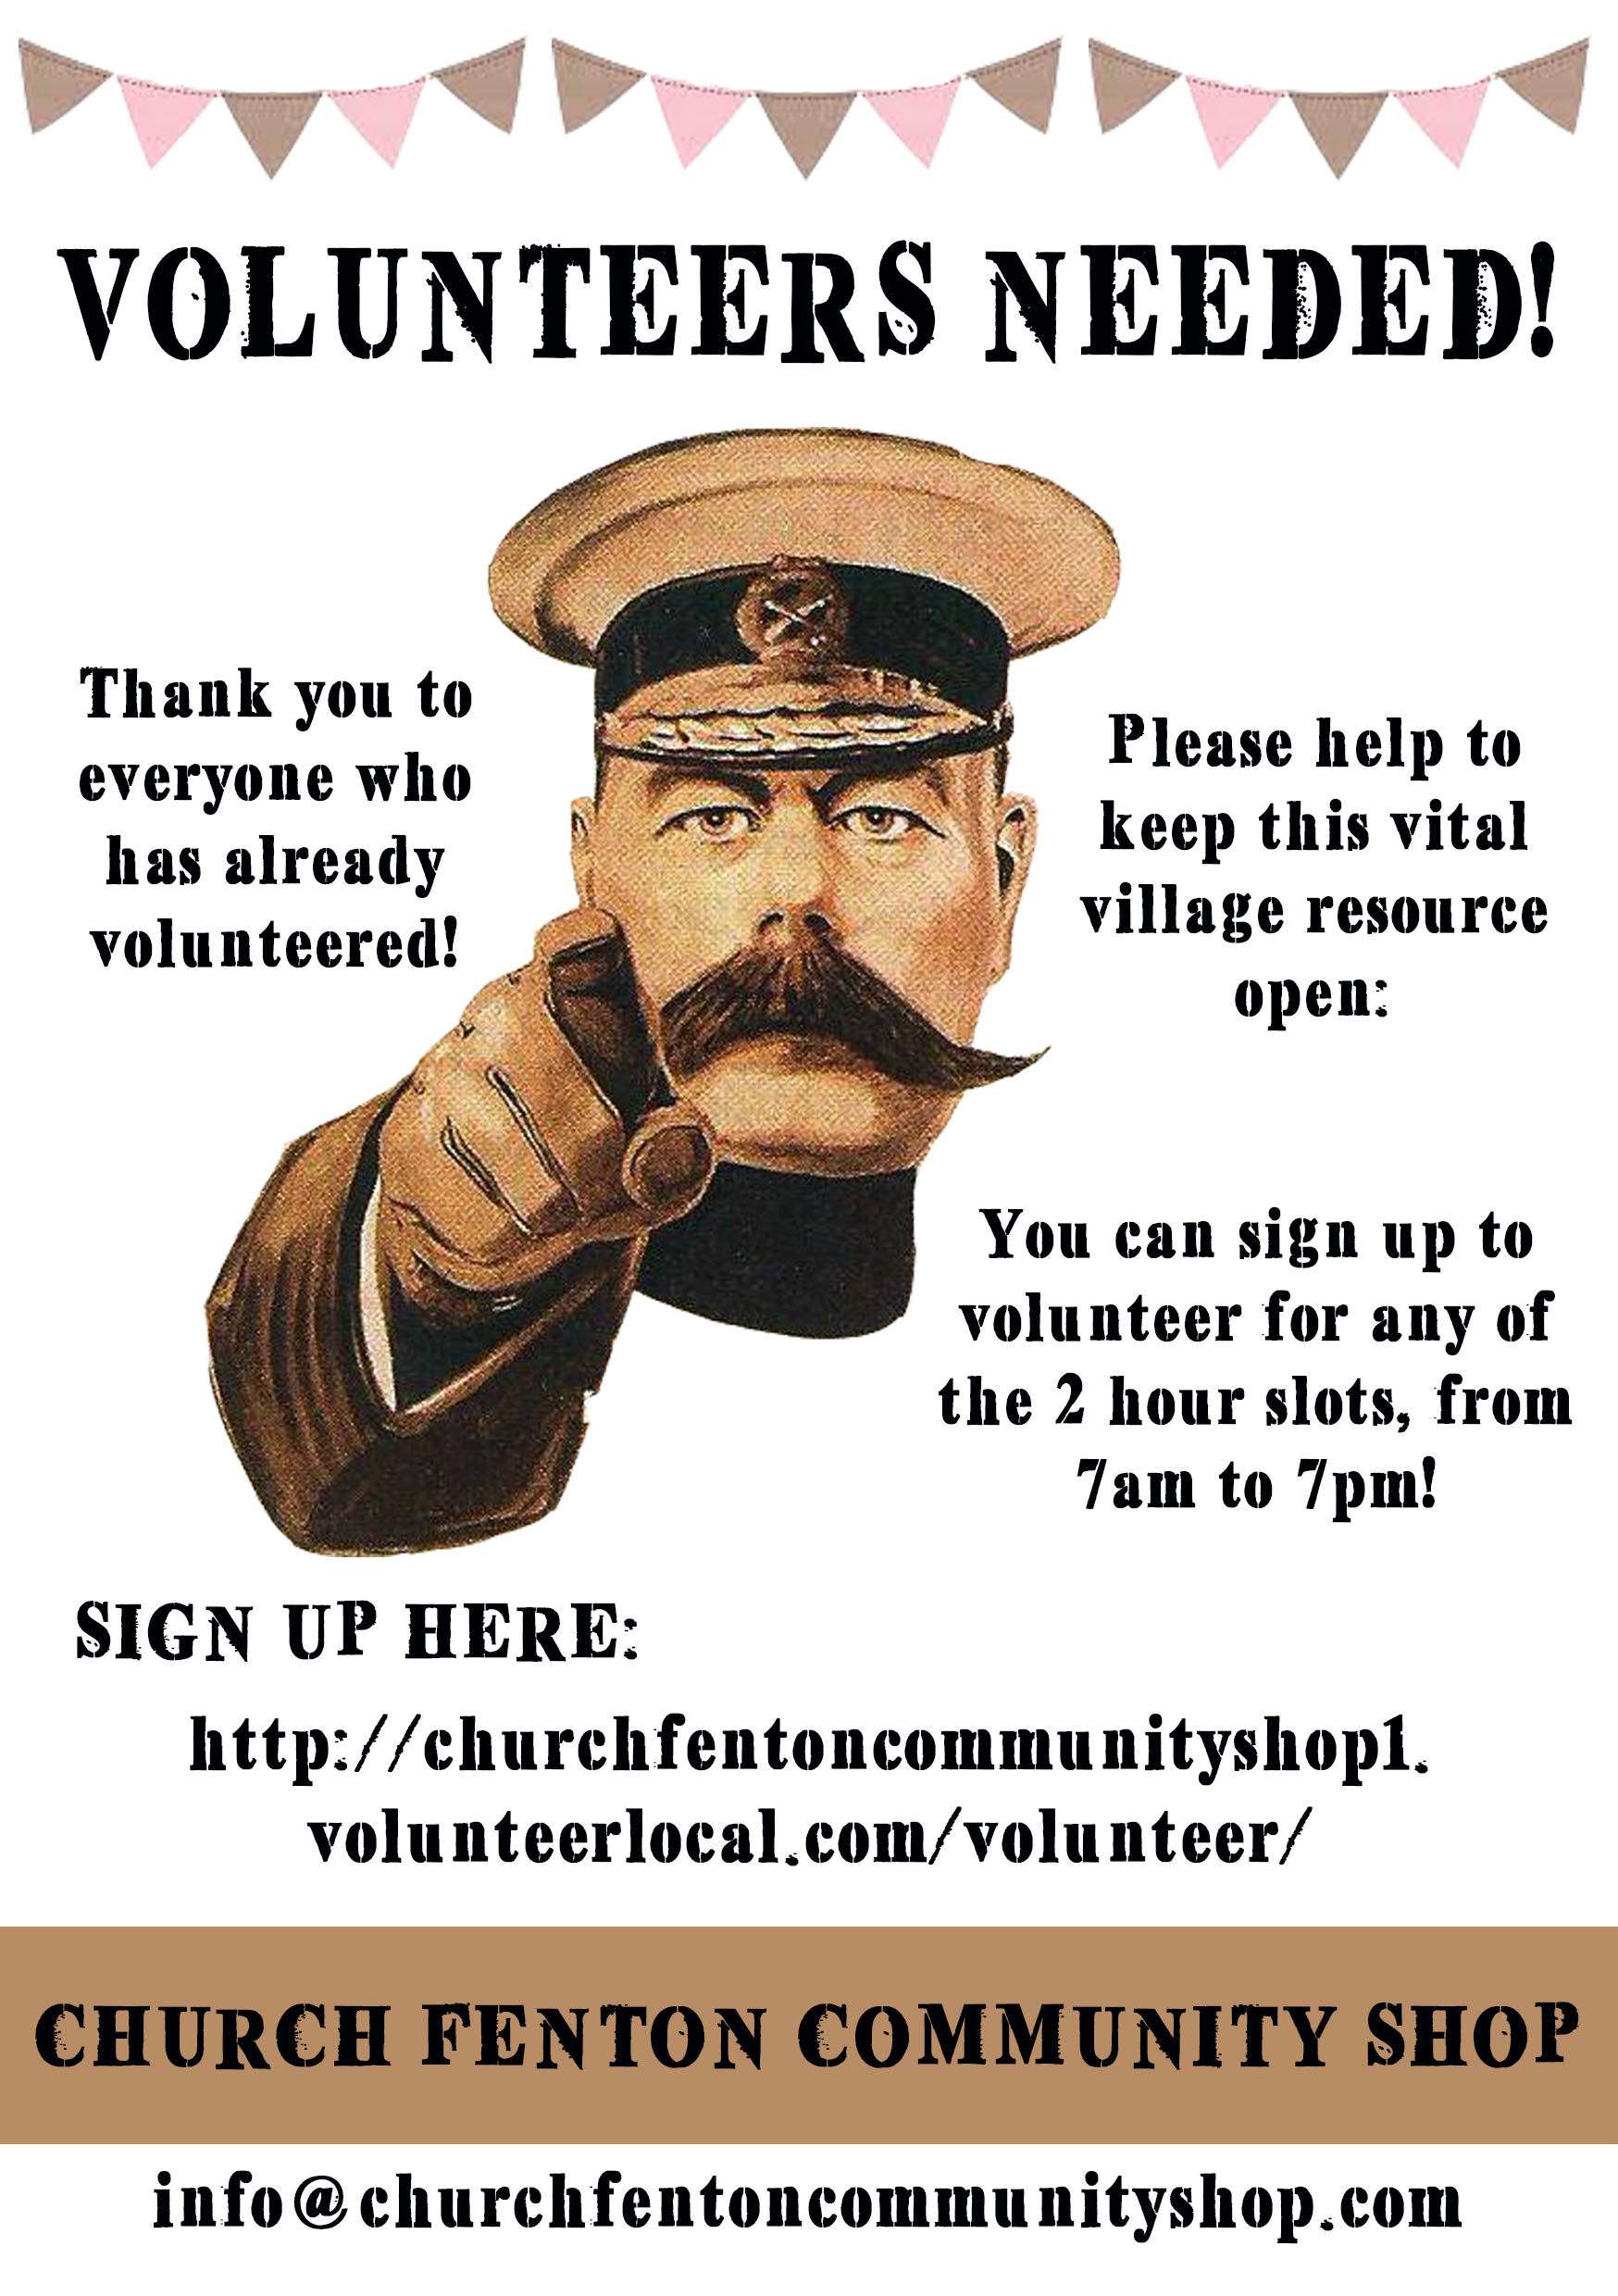 VOLUNTEERS NEEDED!
Thank you to
everyone who
has already
volunteered!
Please help to
keep this vital
village resource
open:
You can sign up to
volunteer for any of
the 2 hour slots, from
7am to 7pm!
SIGN UP HERE:
http://churchfentoncommunityshop1.
volunteerlocal.com/volunteer/
CHURCH FENTON COMMUNITY SHOP
info@churchfentoncommunityshop.com